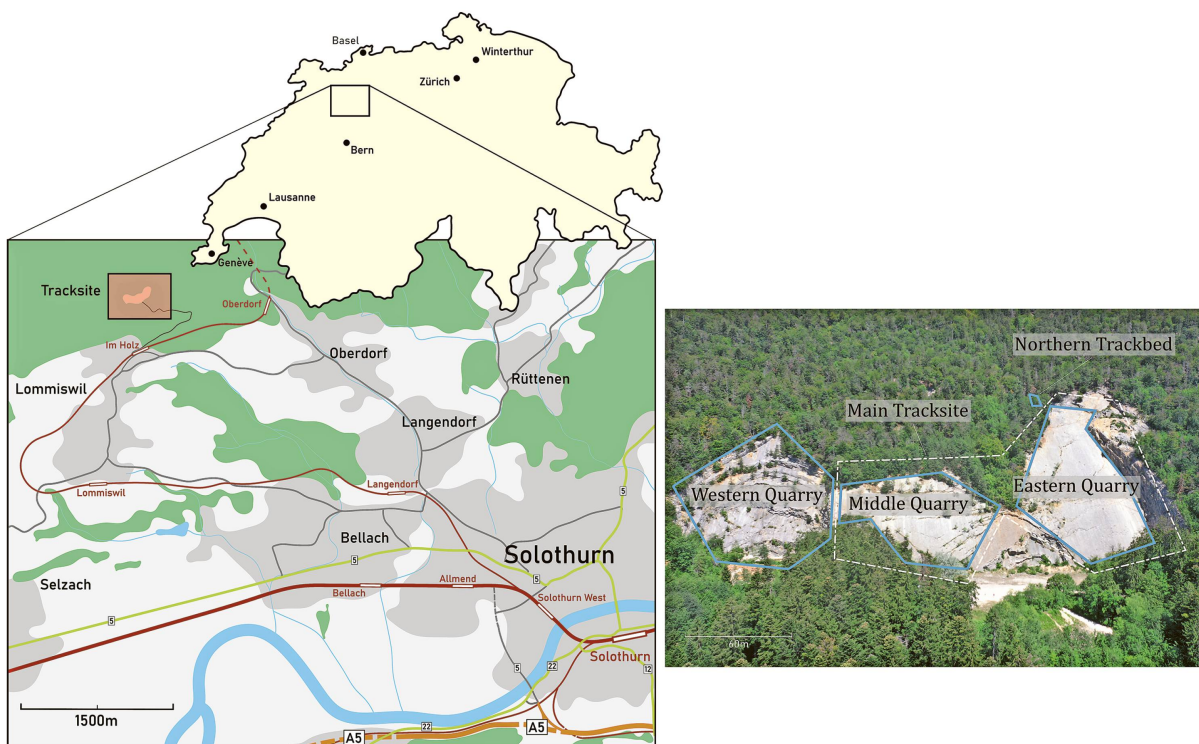 Basel
Winterthur
Zürich
Bern
Lausanne
Genève
Tracksite
Oberdorf
Im Holz
Oberdorf
Lommiswil
Rüttenen
Langendorf
Lommiswil
Langendorf
5
Bellach
Solothurn
5
Selzach
Allmend
5
Bellach
Solothurn West
5
Solothurn
5
22
12
1500m
22
A5
A5
Northern Trackbed
Main Tracksite
Western Quarry
Middle Quarry
Eastern Quarry
60m